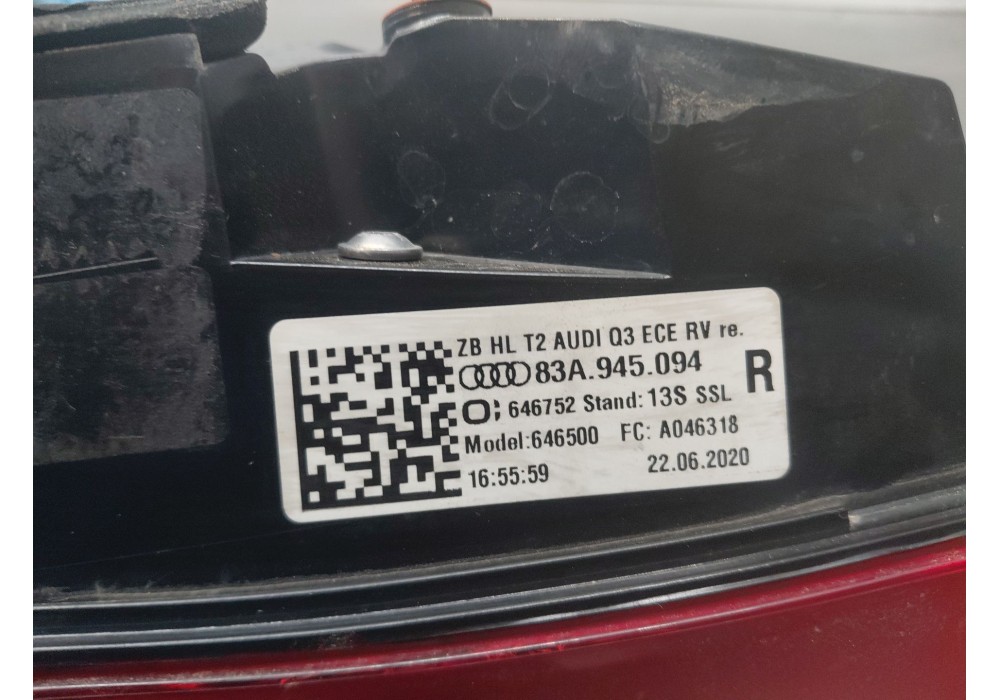 ZB HL T2 AUDI Q3 ECE RV re.
83A.945.094 R
646752 Stand: 13S SSL
Model:646500 FC: A046318
16:55:59 22.06.2020